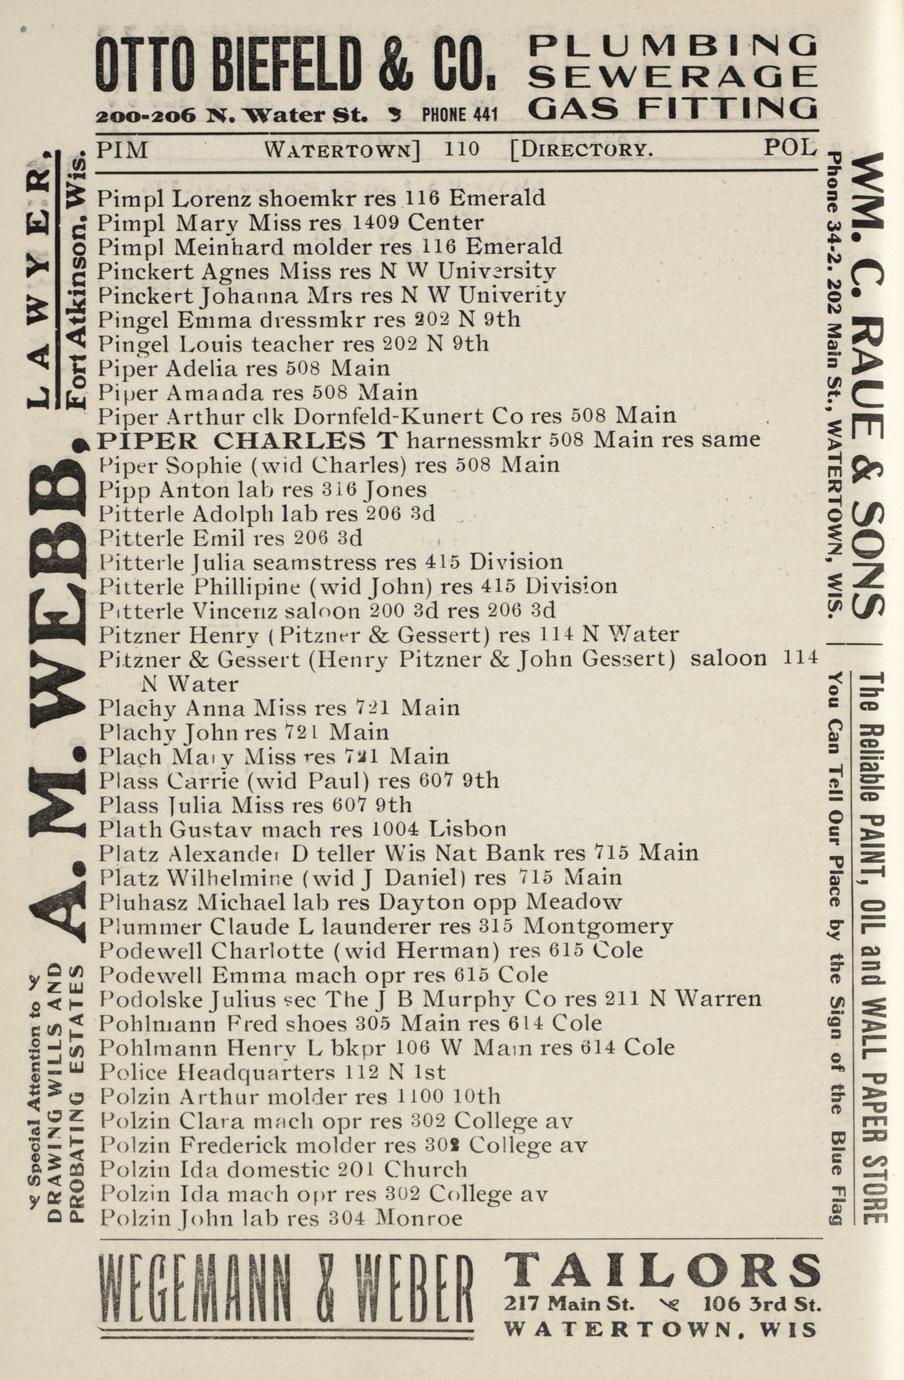 OTTO BIEFELD & CO.
200-206 N. Water St. PHONE 441
PLUMBING
SEWERAGE
GAS FITTING
PIM WATERTOWN] 110 [DIRECTORY. POL
Pimpl Lorenz shoemkr res 116 Emerald
Pimpl Mary Miss res 1409 Center
Pimpl Meinhard molder res 116 Emerald
Pinckert Agnes Miss res N W University
Pinckert Johanna Mrs res N W Univerity
Pingel Emma dressmkr res 202 N 9th
Pingel Louis teacher res 202 N 9th
Piper Adelia res 508 Main
Piper Amanda res 508 Main
Piper Arthur clk Dornfeld-Kunert Co res 508 Main
PIPER CHARLES T harnessmkr 508 Main res same
Piper Sophie (wid Charles) res 508 Main
Pipp Anton lab res 316 Jones
Pitterle Adolph lab res 206 3d
Pitterle Emil res 206 3d
Pitterle Julia seamstress res 415 Division
Pitterle Phillipine (wid John) res 415 Division
Pitterle Vincenz saloon 200 3d res 206 3d
Pitzner Henry (Pitzner & Gessert) res 114 N Water
Pitzner & Gessert (Henry Pitzner & John Gessert) saloon 114
N Water
Plachy Anna Miss res 721 Main
Plachy John res 721 Main
Plach Mary Miss res 721 Main
Plass Carrie (wid Paul) res 607 9th
Plass Julia Miss res 607 9th
Plath Gustav mach res 1004 Lisbon
Platz Alexander D teller Wis Nat Bank res 715 Main
Platz Wilhelmine (wid J Daniel) res 715 Main
Pluhasz Michael lab res Dayton opp Meadow
Plummer Claude L launderer res 315 Montgomery
Podewell Charlotte (wid Herman) res 615 Cole
Podewell Emma mach opr res 615 Cole
Podolske Julius sec The J B Murphy Co res 211 N Warren
Pohlmann Fred shoes 305 Main res 614 Cole
Pohlmann Henry L bkpr 106 W Main res 614 Cole
Police Headquarters 112 N 1st
Polzin Arthur molder res 1100 10th
Polzin Clara mach opr res 302 College av
Polzin Frederick molder res 302 College av
Polzin Ida domestic 201 Church
Polzin Ida mach opr res 302 College av
Polzin John lab res 304 Monroe
A. M. WEBB,
LAWYER,
Fort Atkinson, Wis.
Special Attention to
DRAWING WILLS AND
PROBATING ESTATES
WM. C. RAUE & SONS
Phone 34-2. 202 Main St., WATERTOWN, WIS.
The Reliable PAINT, OIL and WALL PAPER STORE
You Can Tell Our Place by the Sign of the Blue Flag
WEGEMANN & WEBER
TAILORS
217 Main St. 106 3rd St.
WATERTOWN, WIS